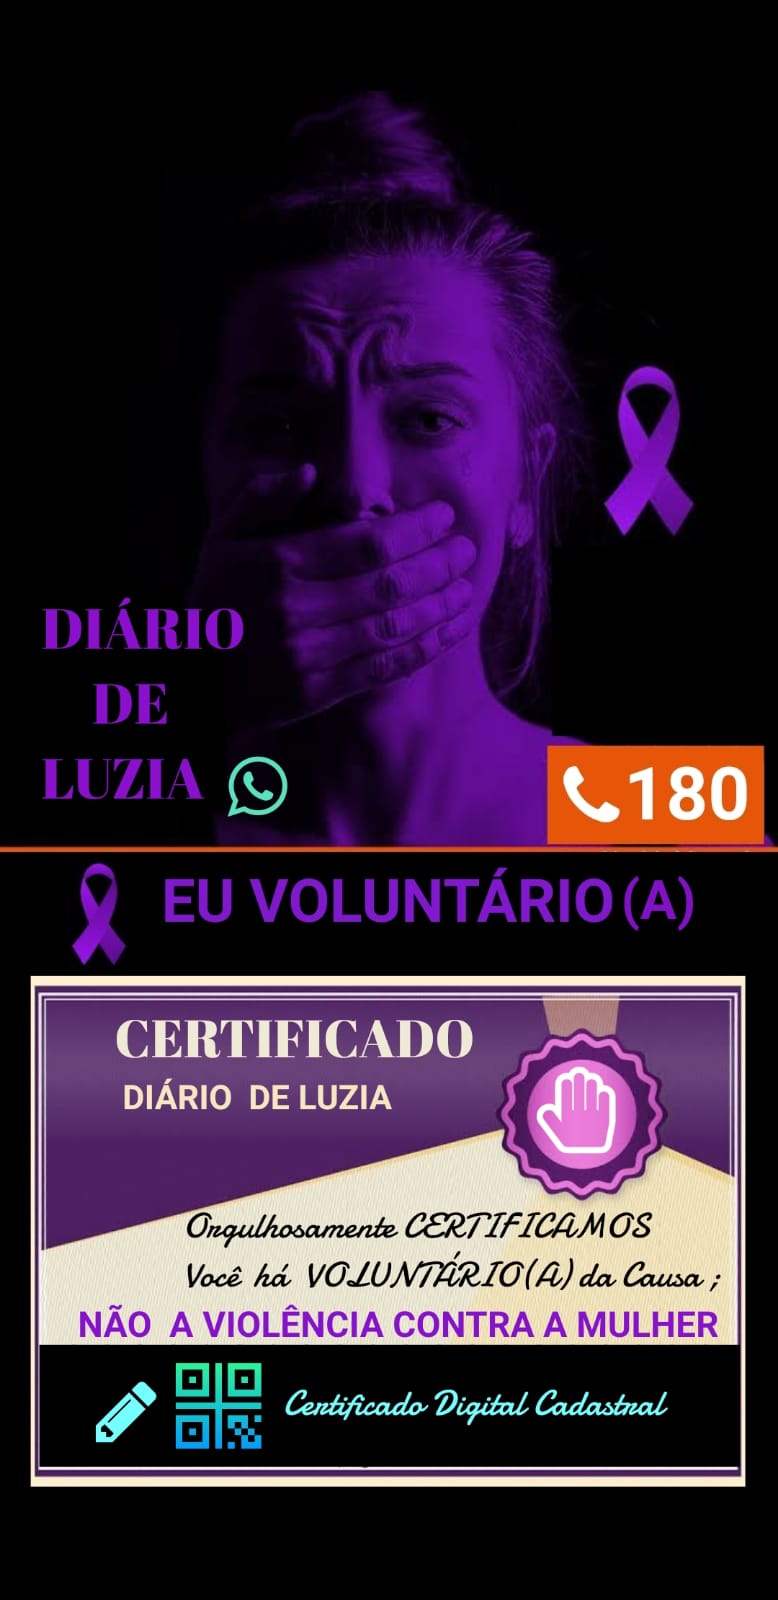 DIÁRIO
DE
LUZIA
180
EU VOLUNTÁRIO(A)
CERTIFICADO
DIÁRIO DE LUZIA
Orgulhosamente CERTIFICAMOS
Você há VOLUNTÁRIO(A) da Causa ;
NÃO A VIOLÊNCIA CONTRA A MULHER
Certificado Digital Cadastral